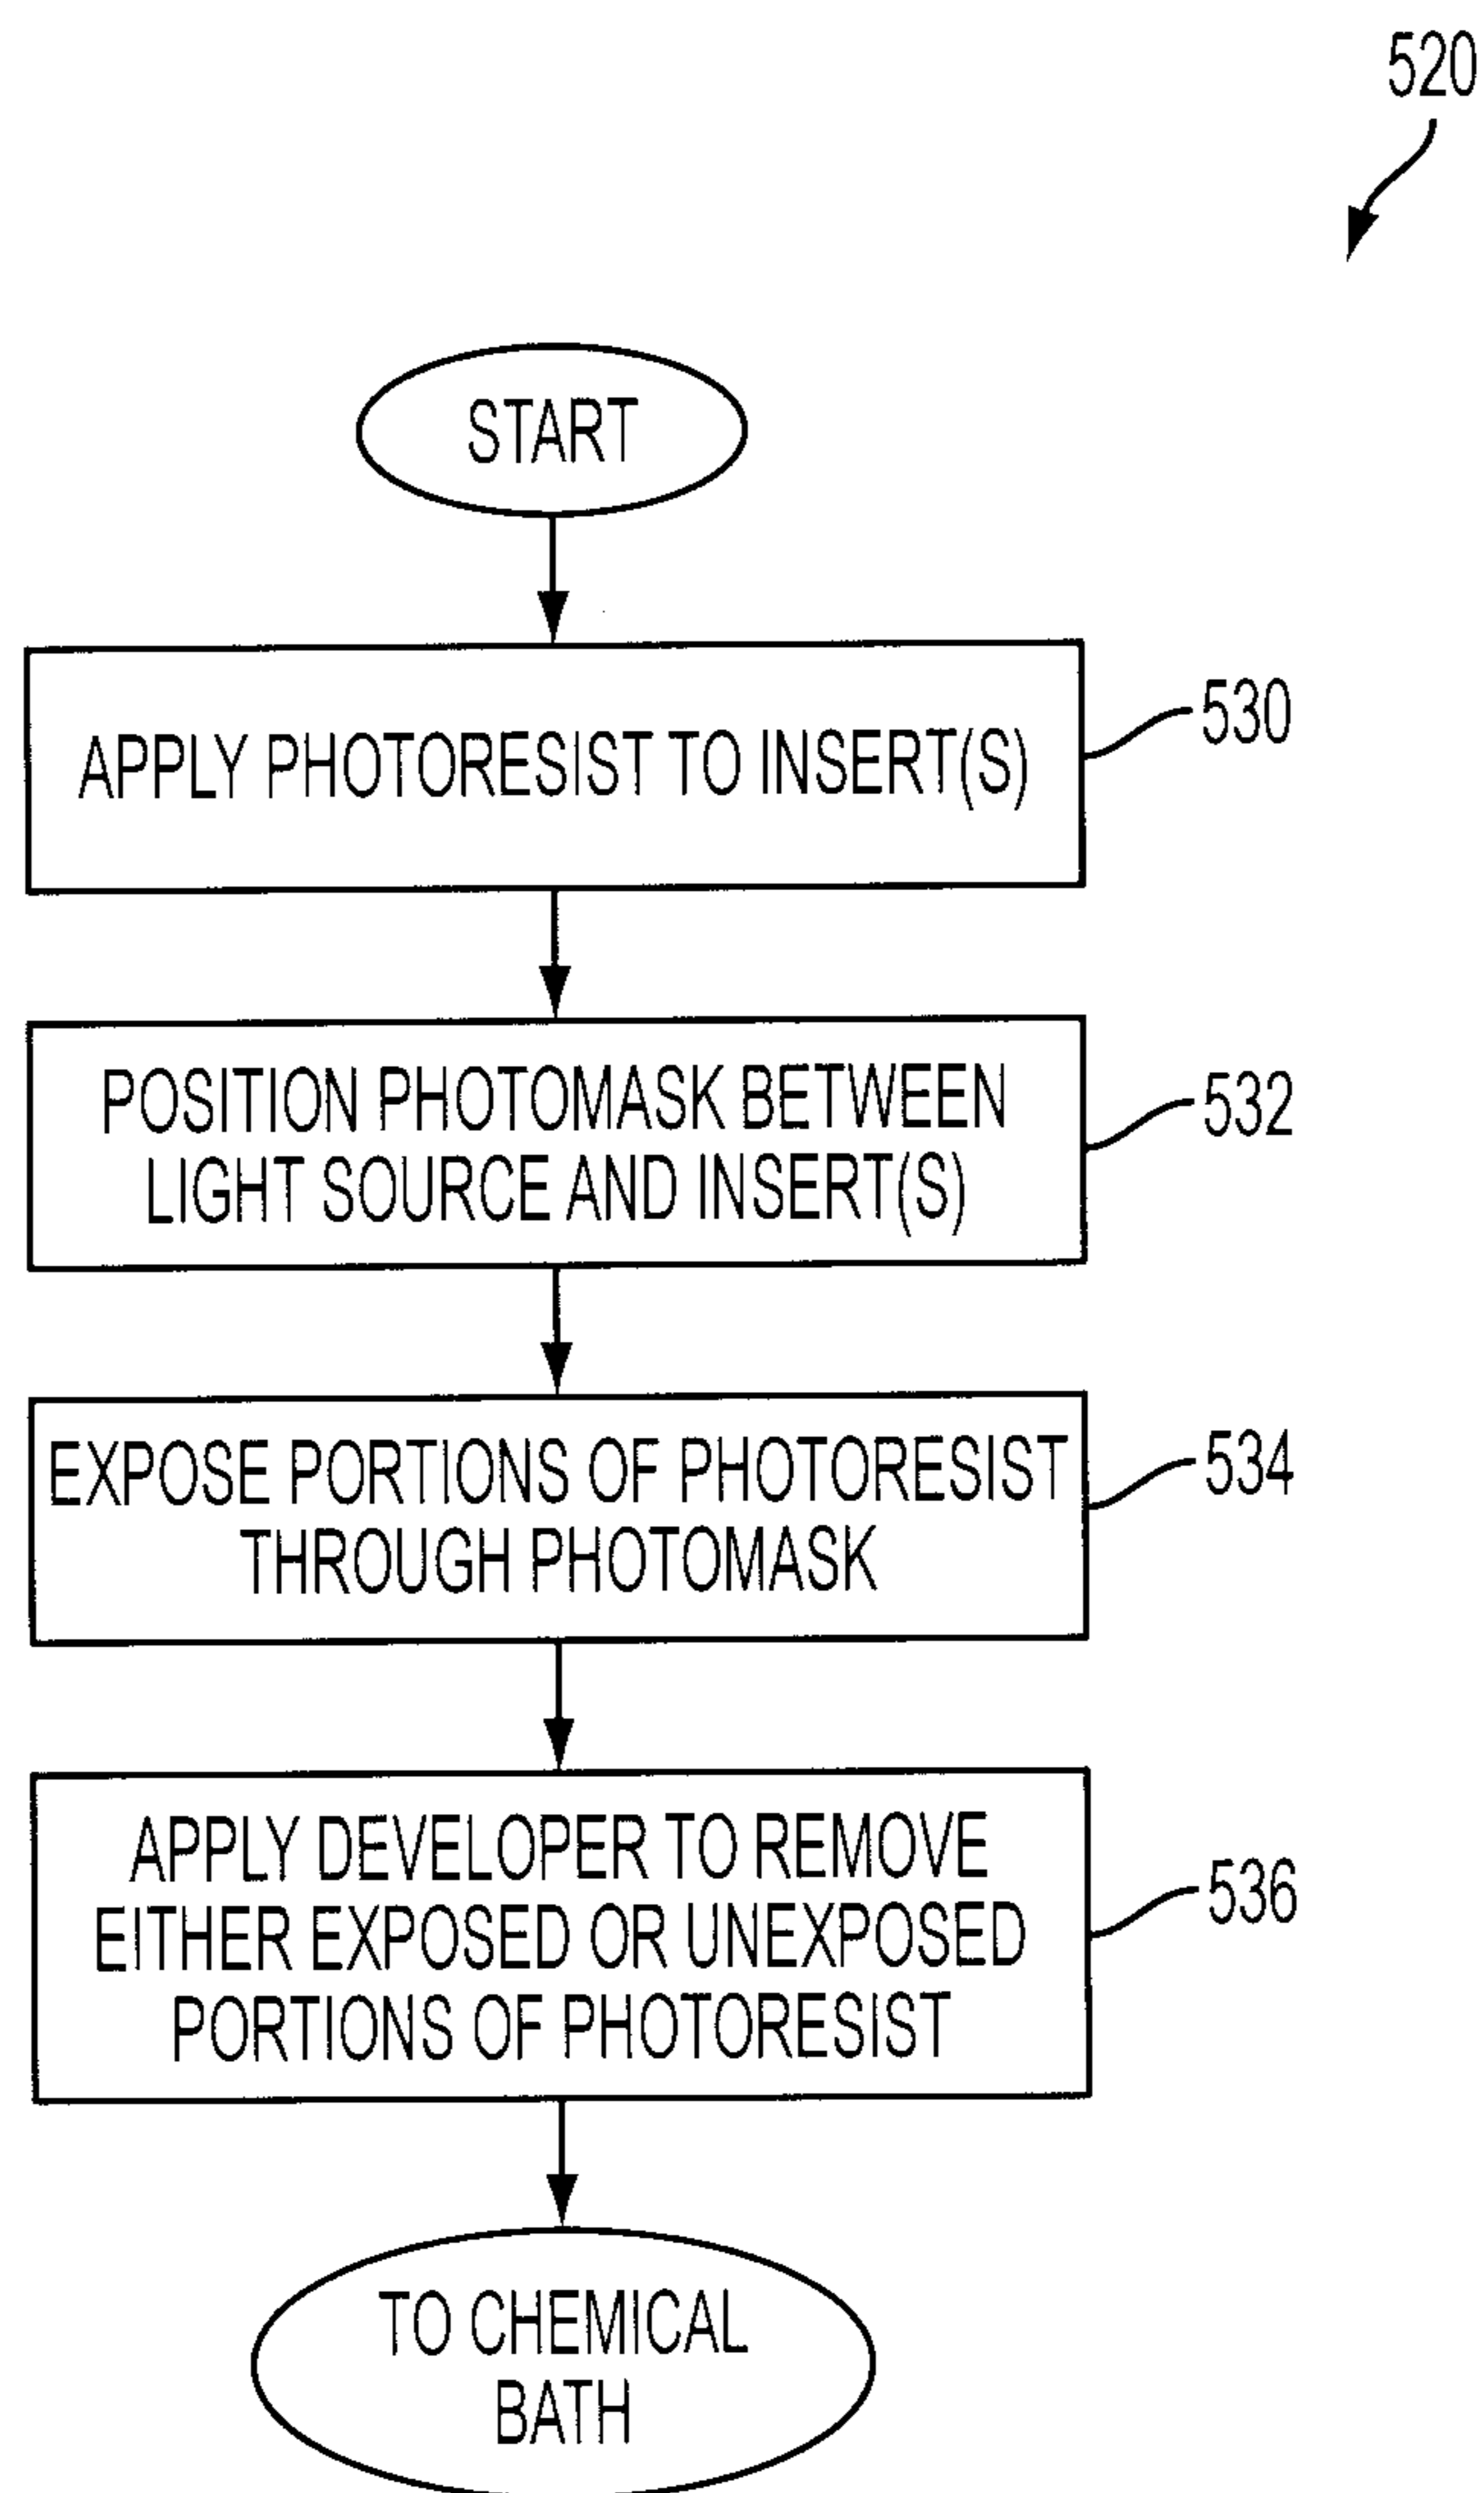 520
START
APPLY PHOTORESIST TO INSERT(S)
530
POSITION PHOTOMASK BETWEEN
LIGHT SOURCE AND INSERT(S)
532
EXPOSE PORTIONS OF PHOTORESIST
THROUGH PHOTOMASK
534
APPLY DEVELOPER TO REMOVE
EITHER EXPOSED OR UNEXPOSED
PORTIONS OF PHOTORESIST
536
TO CHEMICAL
BATH